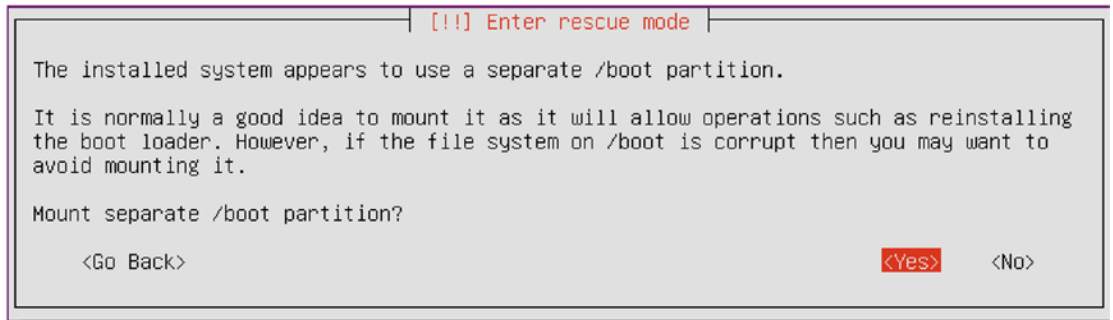 [!!] Enter rescue mode
The installed system appears to use a separate /boot partition.
It is normally a good idea to mount it as it will allow operations such as reinstalling
the boot loader. However, if the file system on /boot is corrupt then you may want to
avoid mounting it.
Mount separate /boot partition?
<Go Back> <Yes> <No>